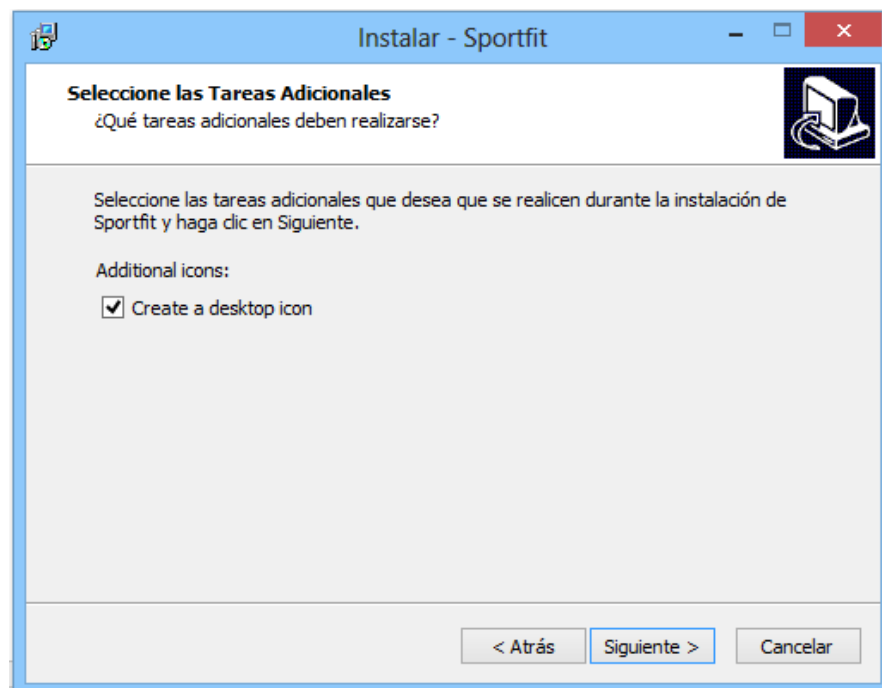 Instalar - Sportfit
Seleccione las Tareas Adicionales
¿Qué tareas adicionales deben realizarse?
Seleccione las tareas adicionales que desea que se realicen durante la instalación de
Sportfit y haga clic en Siguiente.
Additional icons:
Create a desktop icon
< Atrás
Siguiente >
Cancelar